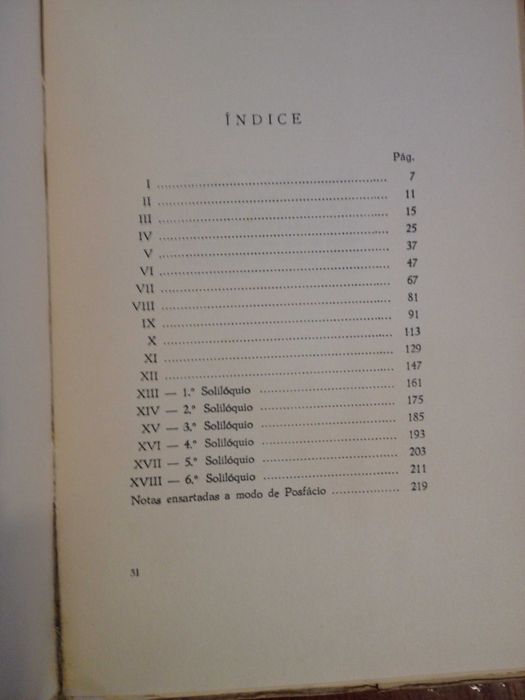 ÍNDICE
Pág.
I ........................................ 7
II ........................................ 11
III ........................................ 15
IV ........................................ 25
V ........................................ 37
VI ........................................ 47
VII ........................................ 67
VIII ........................................ 81
IX ........................................ 91
X ........................................ 113
XI ........................................ 129
XII ........................................ 147
XIII — 1.º Solilóquio ........................ 161
XIV — 2.º Solilóquio ........................ 175
XV — 3.º Solilóquio ........................ 185
XVI — 4.º Solilóquio ........................ 193
XVII — 5.º Solilóquio ........................ 203
XVIII — 6.º Solilóquio ........................ 211
Notas ensartadas a modo de Posfácio ............ 219
31